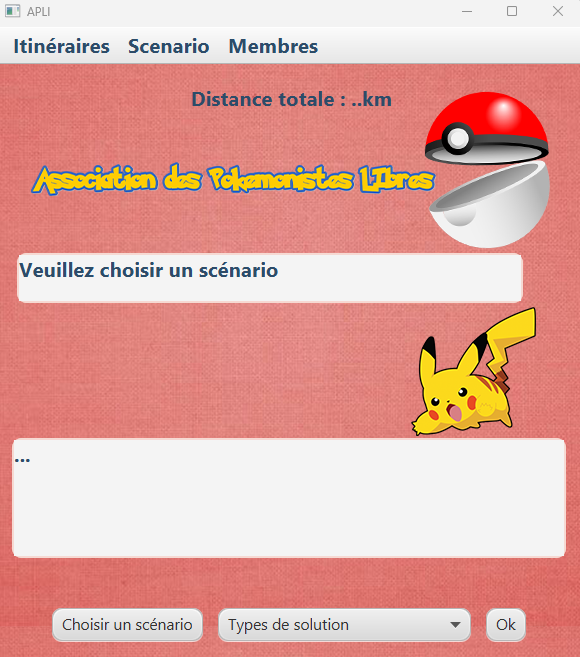 APLI
Itinéraires Scenario Membres
Distance totale : ..km
Association des Pokemonistes LIbres
Veuillez choisir un scénario
...
Choisir un scénario Types de solution Ok